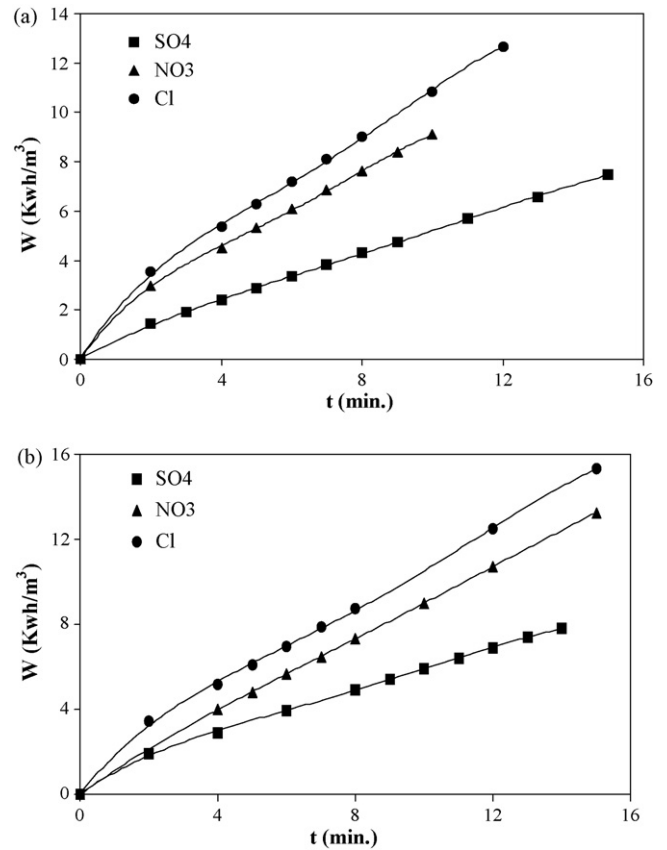 (a)
14
12
10
8
6
4
2
0
W (Kwh/m³)
SO4
NO3
Cl
0 4 8 12 16
t (min.)
(b)
16
12
8
4
0
W (Kwh/m³)
SO4
NO3
Cl
0 4 8 12 16
t (min.)